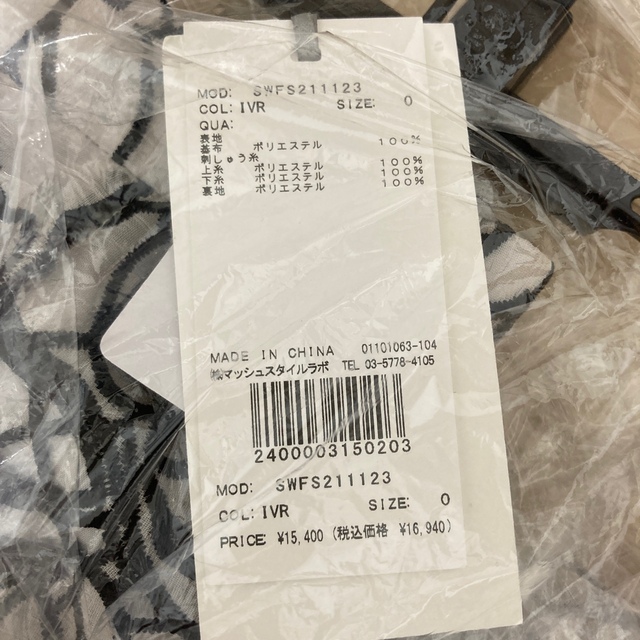 MOD: SWFS211123
COL: IVR SIZE: 0
QUA:
表地
基布 ポリエステル 100%
刺しゅう糸
上糸 ポリエステル 100%
下糸 ポリエステル 100%
裏地 ポリエステル 100%
MADE IN CHINA 01101063-104
㈱マッシュスタイルラボ TEL 03-5778-4105
2400003150203
MOD: SWFS211123
COL: IVR SIZE: 0
PRICE: ¥15,400 (税込価格 ¥16,940)